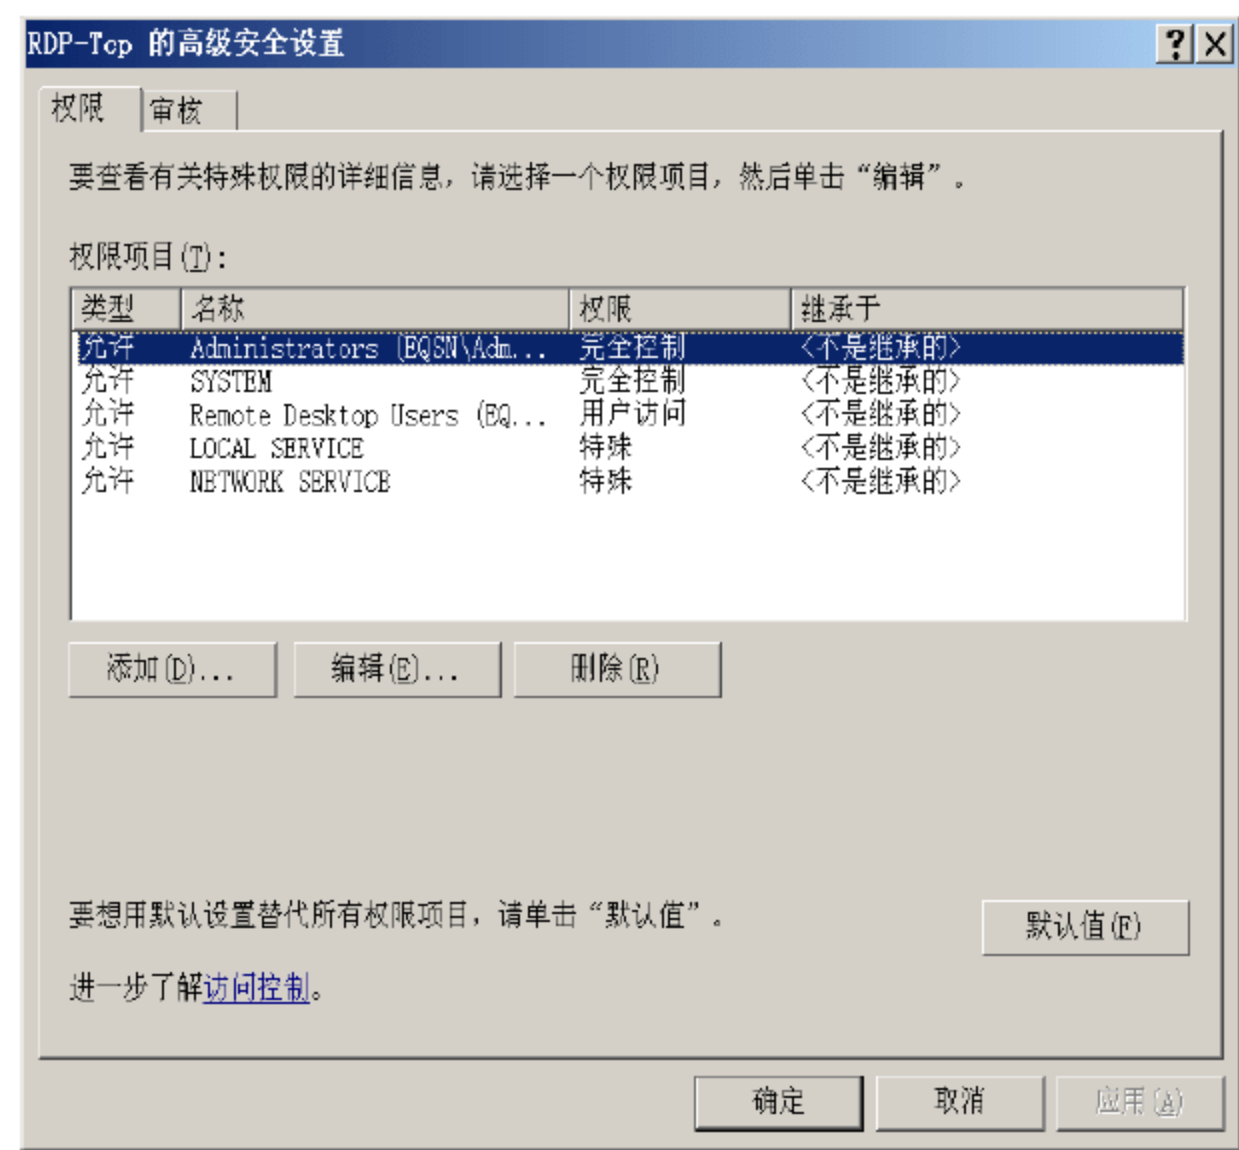 RDP-Tcp 的高级安全设置
权限 审核
要查看有关特殊权限的详细信息，请选择一个权限项目，然后单击“编辑”。
权限项目(T):
类型 名称 权限 继承于
允许 Administrators (EQSN\Adm... 完全控制 <不是继承的>
允许 SYSTEM 完全控制 <不是继承的>
允许 Remote Desktop Users (EQ... 用户访问 <不是继承的>
允许 LOCAL SERVICE 特殊 <不是继承的>
允许 NETWORK SERVICE 特殊 <不是继承的>
添加(D)... 编辑(E)... 删除(R)
要想用默认设置替代所有权限项目，请单击“默认值”。
默认值(F)
进一步了解访问控制。
确定 取消 应用(A)